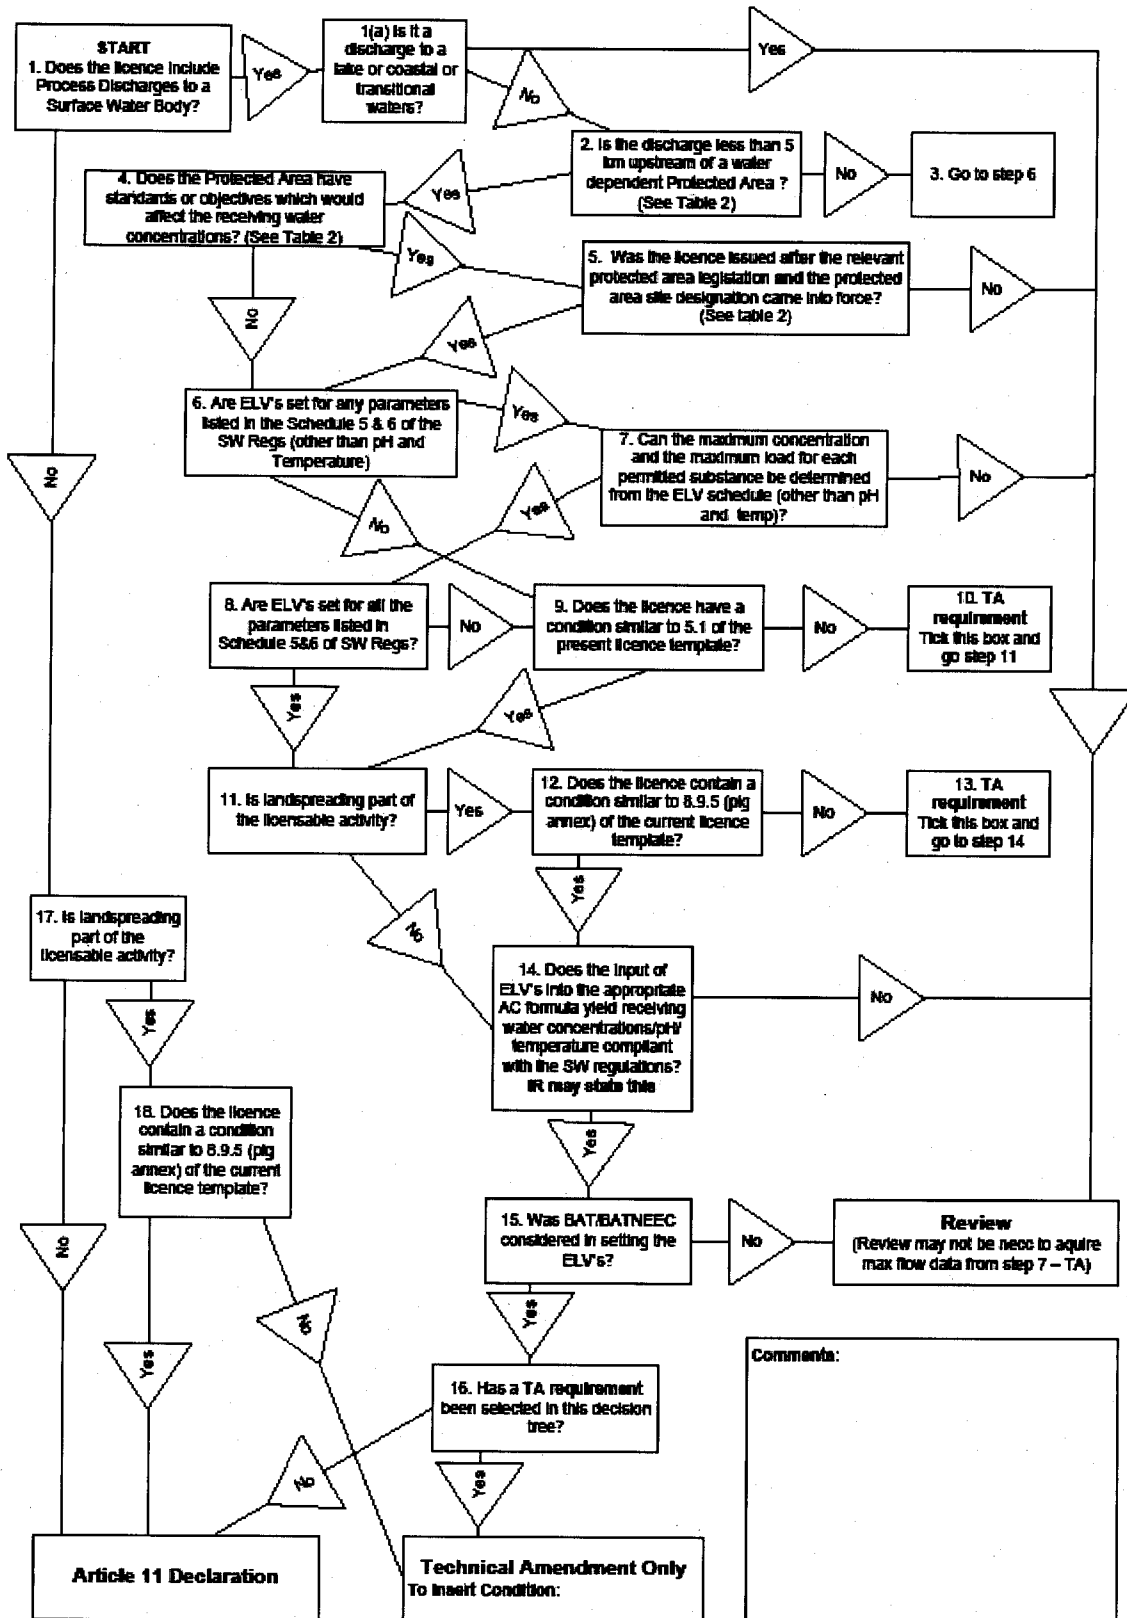 START
1. Does the licence include
Process Discharges to a
Surface Water Body?
Yes
1(a) Is it a
discharge to a
lake or coastal or
transitional
waters?
Yes
No
2. Is the discharge less than 5
km upstream of a water
dependent Protected Area ?
(See Table 2)
No
3. Go to step 6
Yes
4. Does the Protected Area have
standards or objectives which would
affect the receiving water
concentrations? (See Table 2)
Yes
No
5. Was the licence issued after the relevant
protected area legislation and the protected
area site designation came into force?
(See table 2)
No
Yes
6. Are ELV's set for any parameters
listed in the Schedule 5 & 6 of the
SW Regs (other than pH and
Temperature)
Yes
No
7. Can the maximum concentration
and the maximum load for each
permitted substance be determined
from the ELV schedule (other than pH
and temp)?
No
Yes
No
8. Are ELV's set for all the
parameters listed in
Schedule 5&6 of SW Regs?
No
Yes
9. Does the licence have a
condition similar to 5.1 of the
present licence template?
No
10. TA
requirement
Tick this box and
go step 11
Yes
11. Is landspreading part of
the licensable activity?
Yes
No
12. Does the licence contain a
condition similar to 8.9.5 (pig
annex) of the current licence
template?
No
13. TA
requirement
Tick this box and
go to step 14
Yes
14. Does the input of
ELV's into the appropriate
AC formula yield receiving
water concentrations/pH/
temperature compliant
with the SW regulations?
IR may state this
No
Yes
17. Is landspreading
part of the
licensable activity?
Yes
No
18. Does the licence
contain a condition
similar to 8.9.5 (pig
annex) of the current
licence template?
Yes
No
15. Was BAT/BATNEEC
considered in setting the
ELV's?
No
Yes
Review
(Review may not be necc to aquire
max flow data from step 7 – TA)
16. Has a TA requirement
been selected in this decision
tree?
No
Yes
Comments:
Article 11 Declaration
Technical Amendment Only
To Insert Condition: